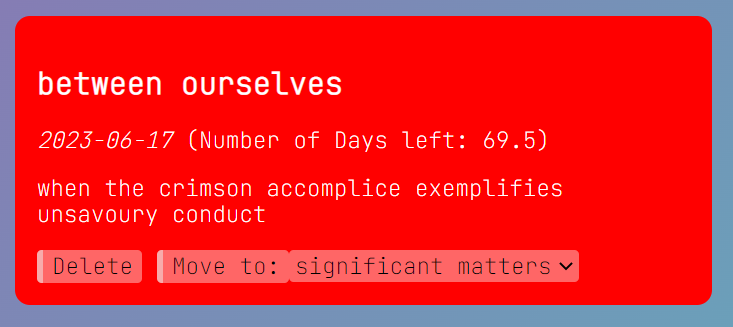 between ourselves
2023-06-17 (Number of Days left: 69.5)
when the crimson accomplice exemplifies
unsavoury conduct
Delete Move to: significant matters